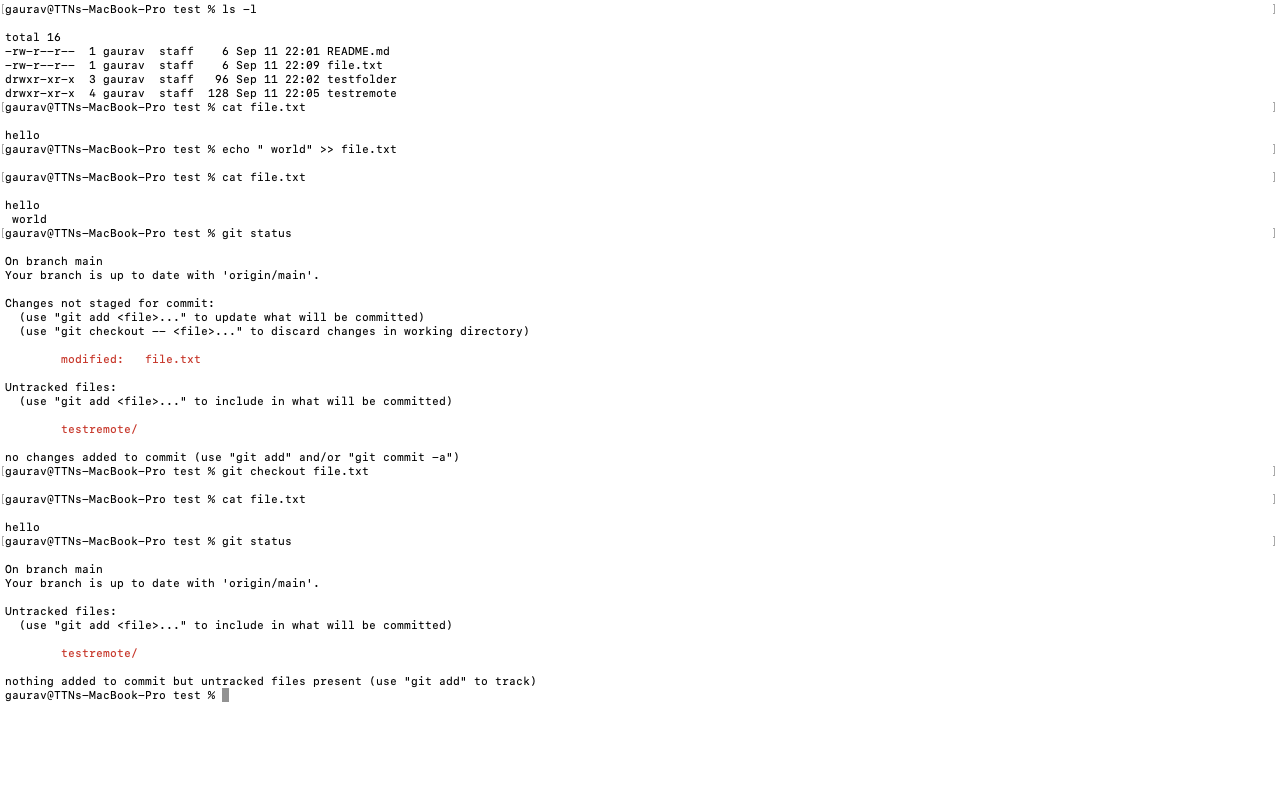 [gaurav@TTNs-MacBook-Pro test % ls -l ]
total 16
-rw-r--r--  1 gaurav  staff    6 Sep 11 22:01 README.md
-rw-r--r--  1 gaurav  staff    6 Sep 11 22:09 file.txt
drwxr-xr-x  3 gaurav  staff   96 Sep 11 22:02 testfolder
drwxr-xr-x  4 gaurav  staff  128 Sep 11 22:05 testremote
[gaurav@TTNs-MacBook-Pro test % cat file.txt ]
hello
[gaurav@TTNs-MacBook-Pro test % echo " world" >> file.txt ]
[gaurav@TTNs-MacBook-Pro test % cat file.txt ]
hello
 world
[gaurav@TTNs-MacBook-Pro test % git status ]
On branch main
Your branch is up to date with 'origin/main'.
Changes not staged for commit:
  (use "git add <file>..." to update what will be committed)
  (use "git checkout -- <file>..." to discard changes in working directory)
        modified:   file.txt
Untracked files:
  (use "git add <file>..." to include in what will be committed)
        testremote/
no changes added to commit (use "git add" and/or "git commit -a")
[gaurav@TTNs-MacBook-Pro test % git checkout file.txt ]
[gaurav@TTNs-MacBook-Pro test % cat file.txt ]
hello
[gaurav@TTNs-MacBook-Pro test % git status ]
On branch main
Your branch is up to date with 'origin/main'.
Untracked files:
  (use "git add <file>..." to include in what will be committed)
        testremote/
nothing added to commit but untracked files present (use "git add" to track)
gaurav@TTNs-MacBook-Pro test %